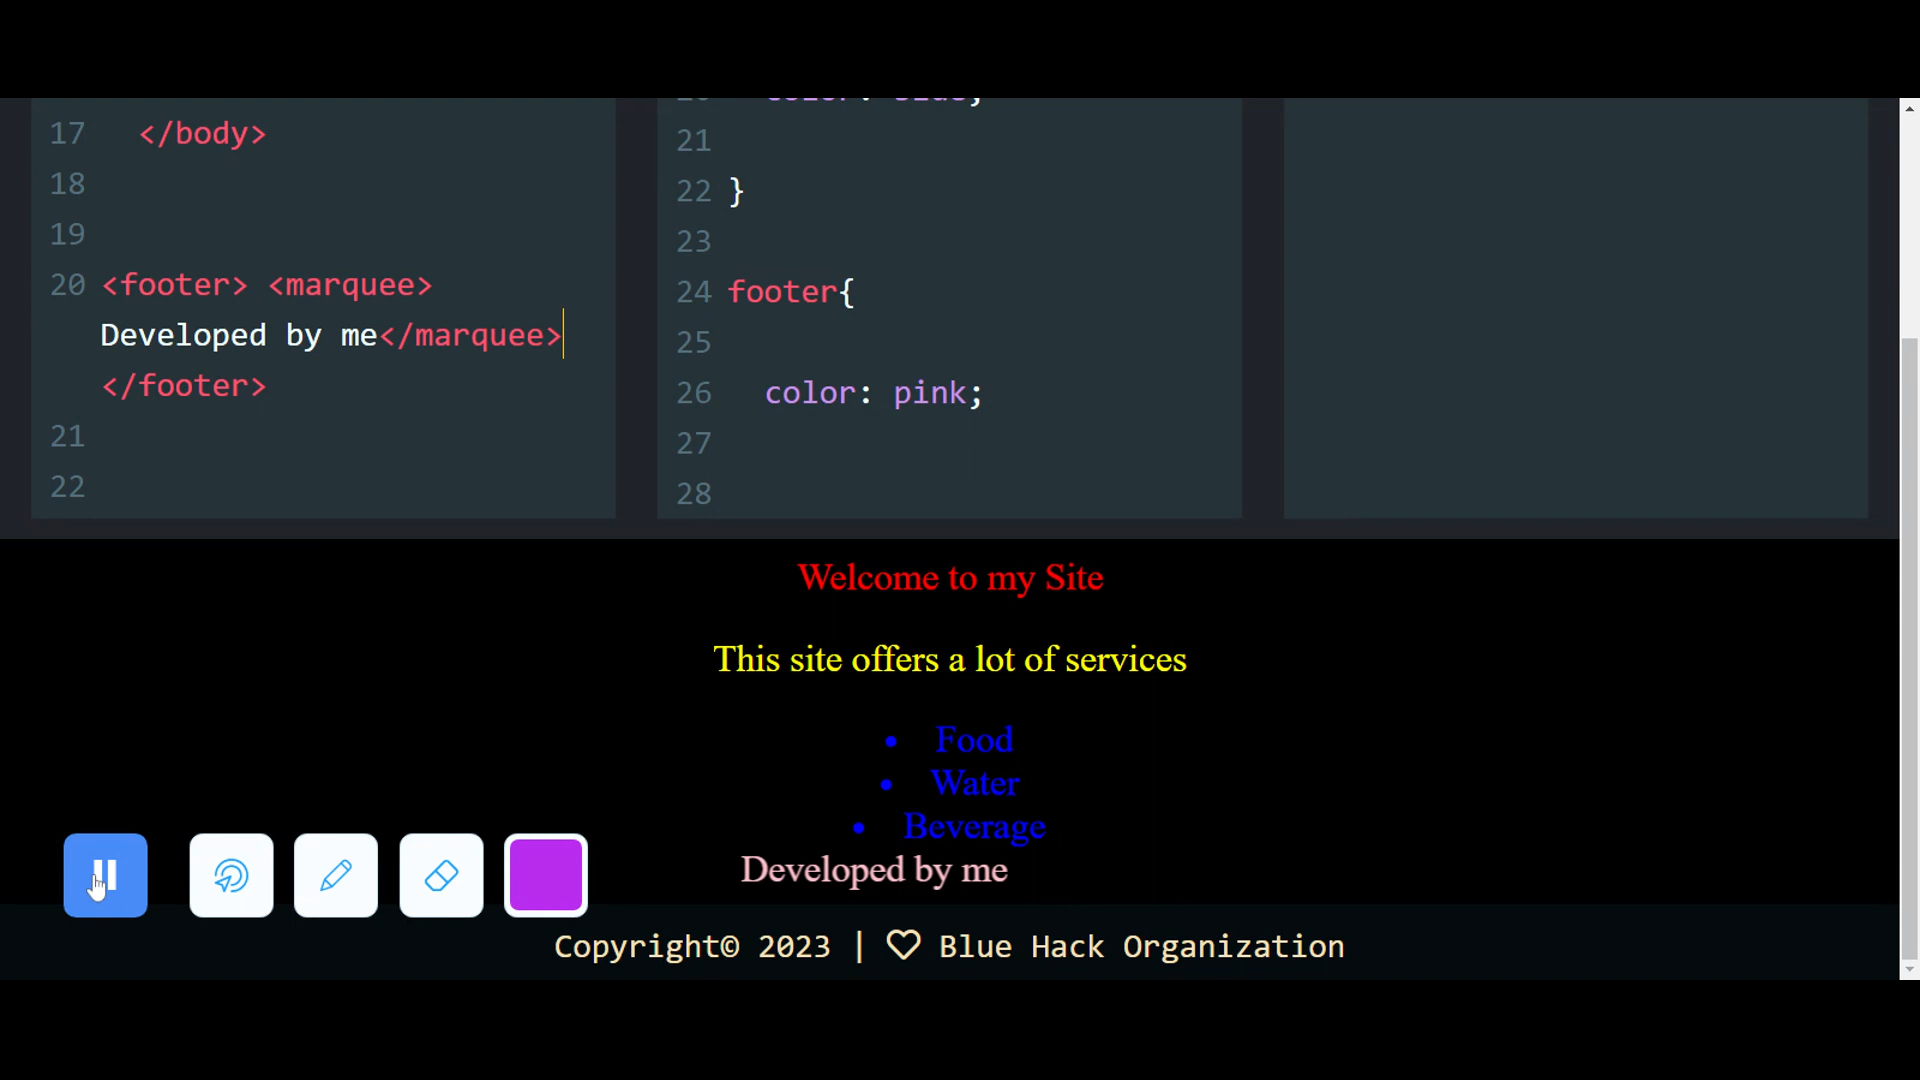 17 </body>
18
19
20 <footer> <marquee>
Developed by me</marquee>
</footer>
21
22
21
22 }
23
24 footer{
25
26 color: pink;
27
28
Welcome to my Site
This site offers a lot of services
• Food
• Water
• Beverage
Developed by me
Copyright© 2023 | ♡ Blue Hack Organization